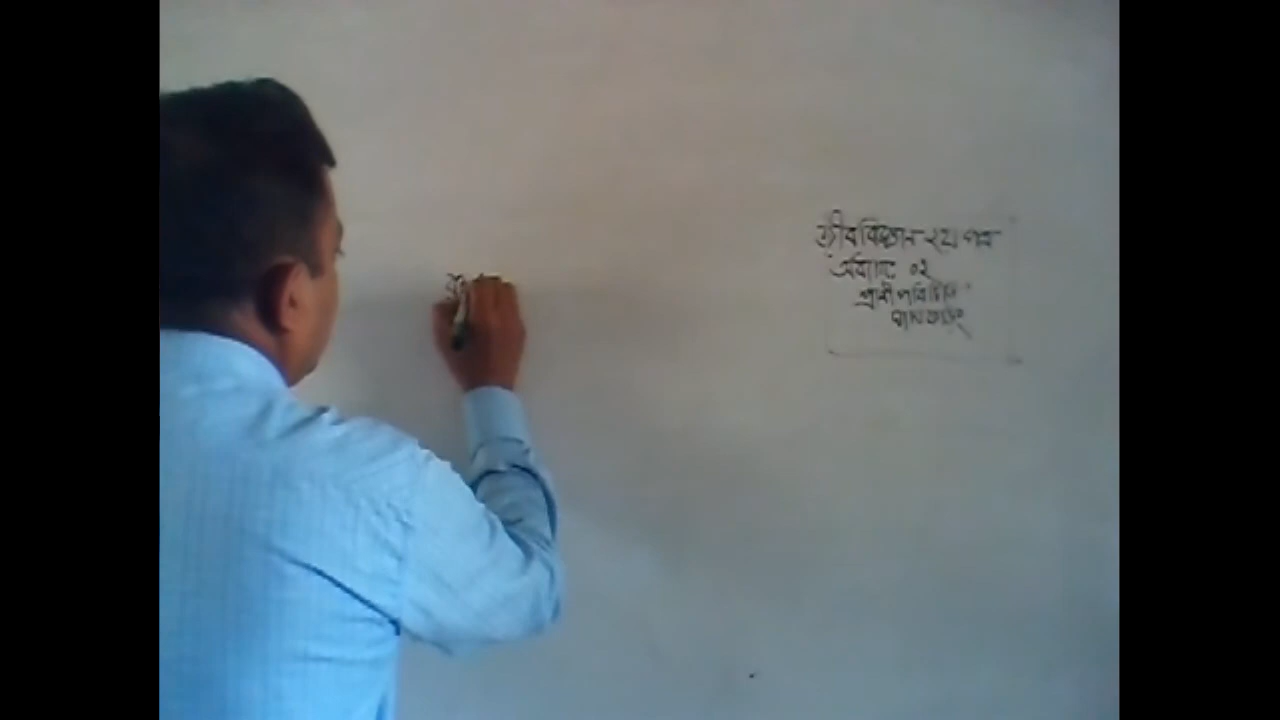 জীববিজ্ঞান-২য় পত্র
অধ্যায় ০২
প্রাণী পরিচিতি
ঘাসফড়িং